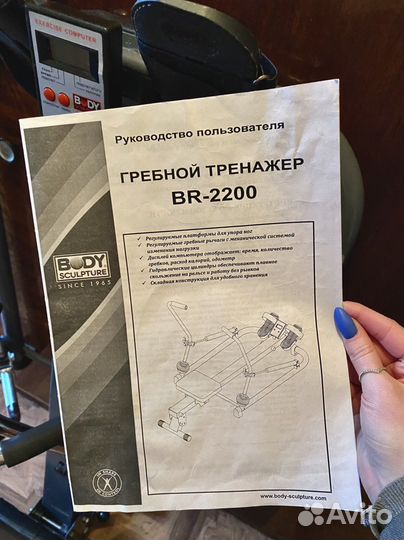 EXERCISE COMPUTER
BODY
Руководство пользователя
ГРЕБНОЙ ТРЕНАЖЕР
BR-2200
✓ Регулируемые платформы для упора ног
✓ Регулируемые гребные рычаги с механической системой
изменения нагрузки
✓ Дисплей компьютера отображает: время, количество
гребков, расход калорий, одометр
✓ Гидравлические цилиндры обеспечивают плавное
скольжение на рельсе и работу без рывков
✓ Складная конструкция для удобного хранения
BODY
SCULPTURE
SINCE 1965
www.body-sculpture.com
Avito